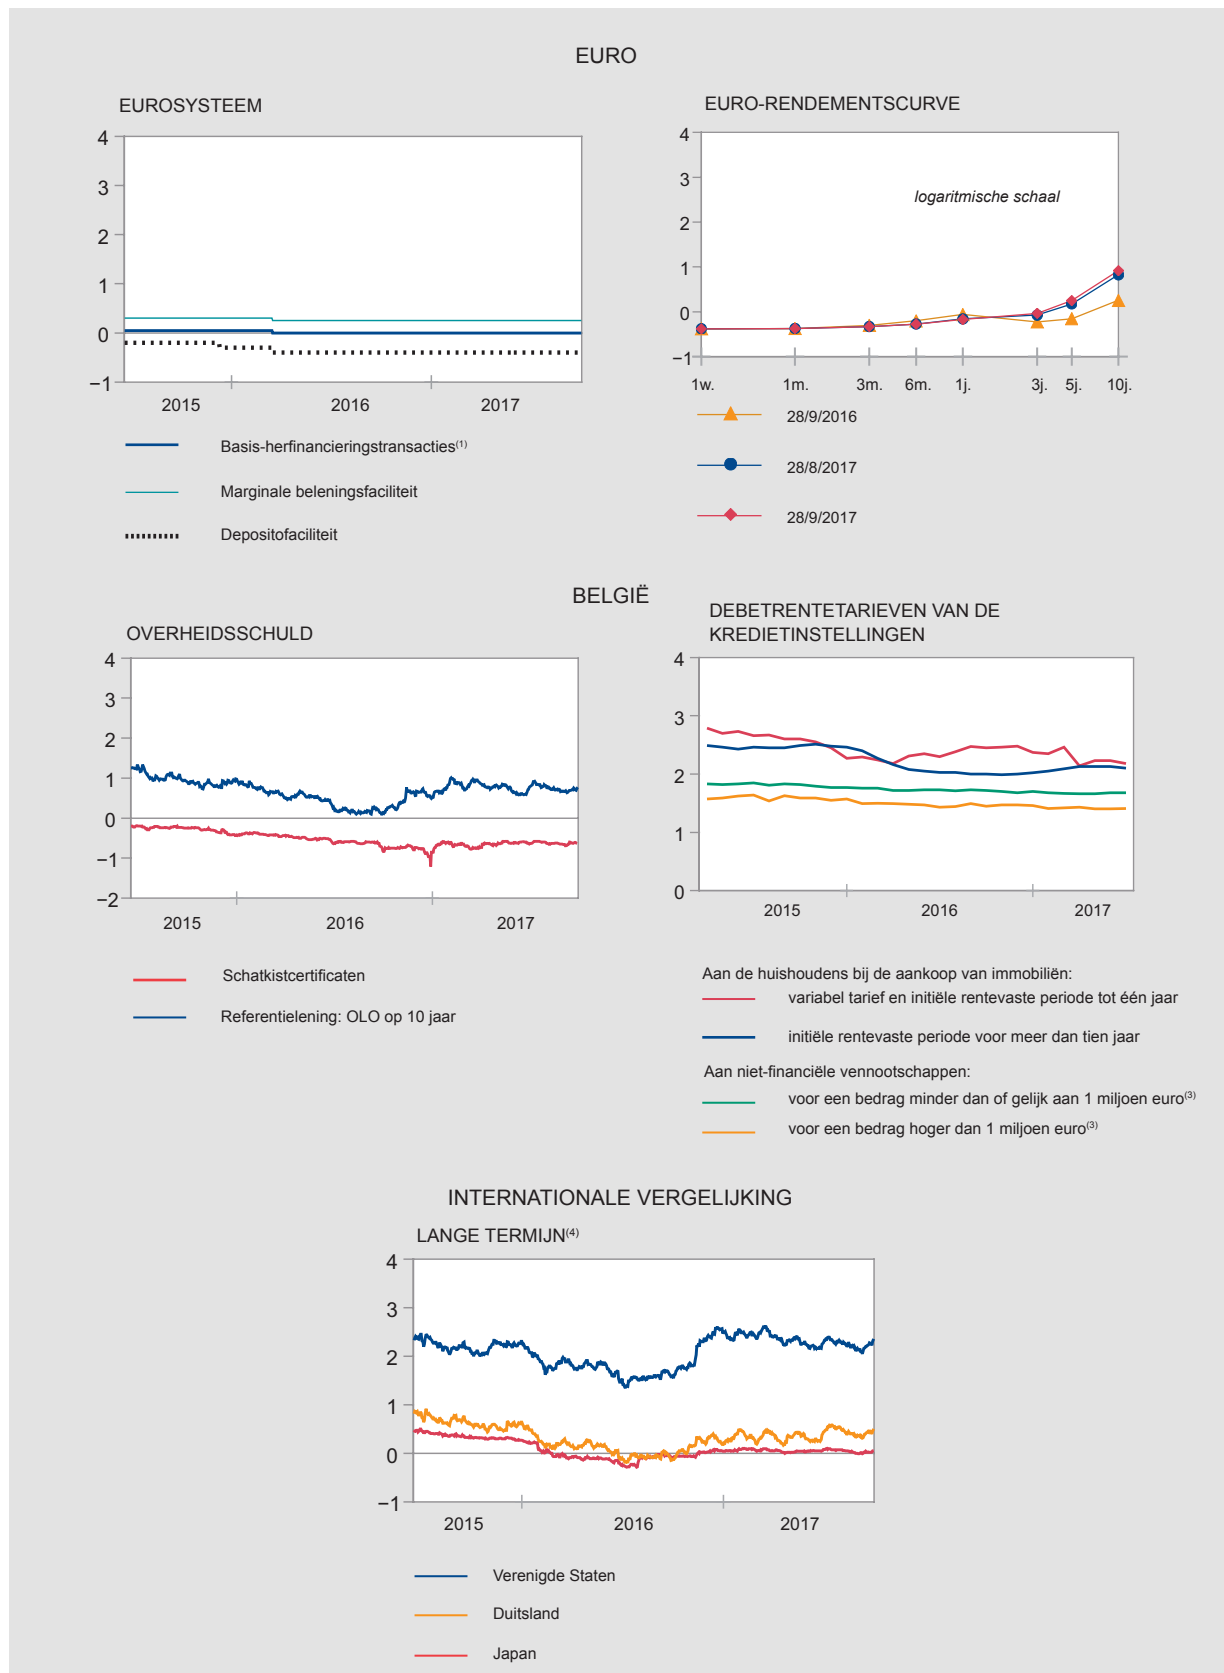 EURO
EUROSYSTEEM
4
3
2
1
0
−1
2015
2016
2017
Basis-herfinancieringstransacties(1)
Marginale beleningsfaciliteit
Depositofaciliteit
EURO-RENDEMENTSCURVE
4
3
2
1
0
−1
logaritmische schaal
1w.
1m.
3m.
6m.
1j.
3j.
5j.
10j.
28/9/2016
28/8/2017
28/9/2017
BELGIË
OVERHEIDSSCHULD
4
3
2
1
0
−1
−2
2015
2016
2017
Schatkistcertificaten
Referentielening: OLO op 10 jaar
DEBETRENTETARIEVEN VAN DE
KREDIETINSTELLINGEN
4
3
2
1
0
2015
2016
2017
Aan de huishoudens bij de aankoop van immobiliën:
variabel tarief en initiële rentevaste periode tot één jaar
initiële rentevaste periode voor meer dan tien jaar
Aan niet-financiële vennootschappen:
voor een bedrag minder dan of gelijk aan 1 miljoen euro(3)
voor een bedrag hoger dan 1 miljoen euro(3)
INTERNATIONALE VERGELIJKING
LANGE TERMIJN(4)
4
3
2
1
0
−1
2015
2016
2017
Verenigde Staten
Duitsland
Japan